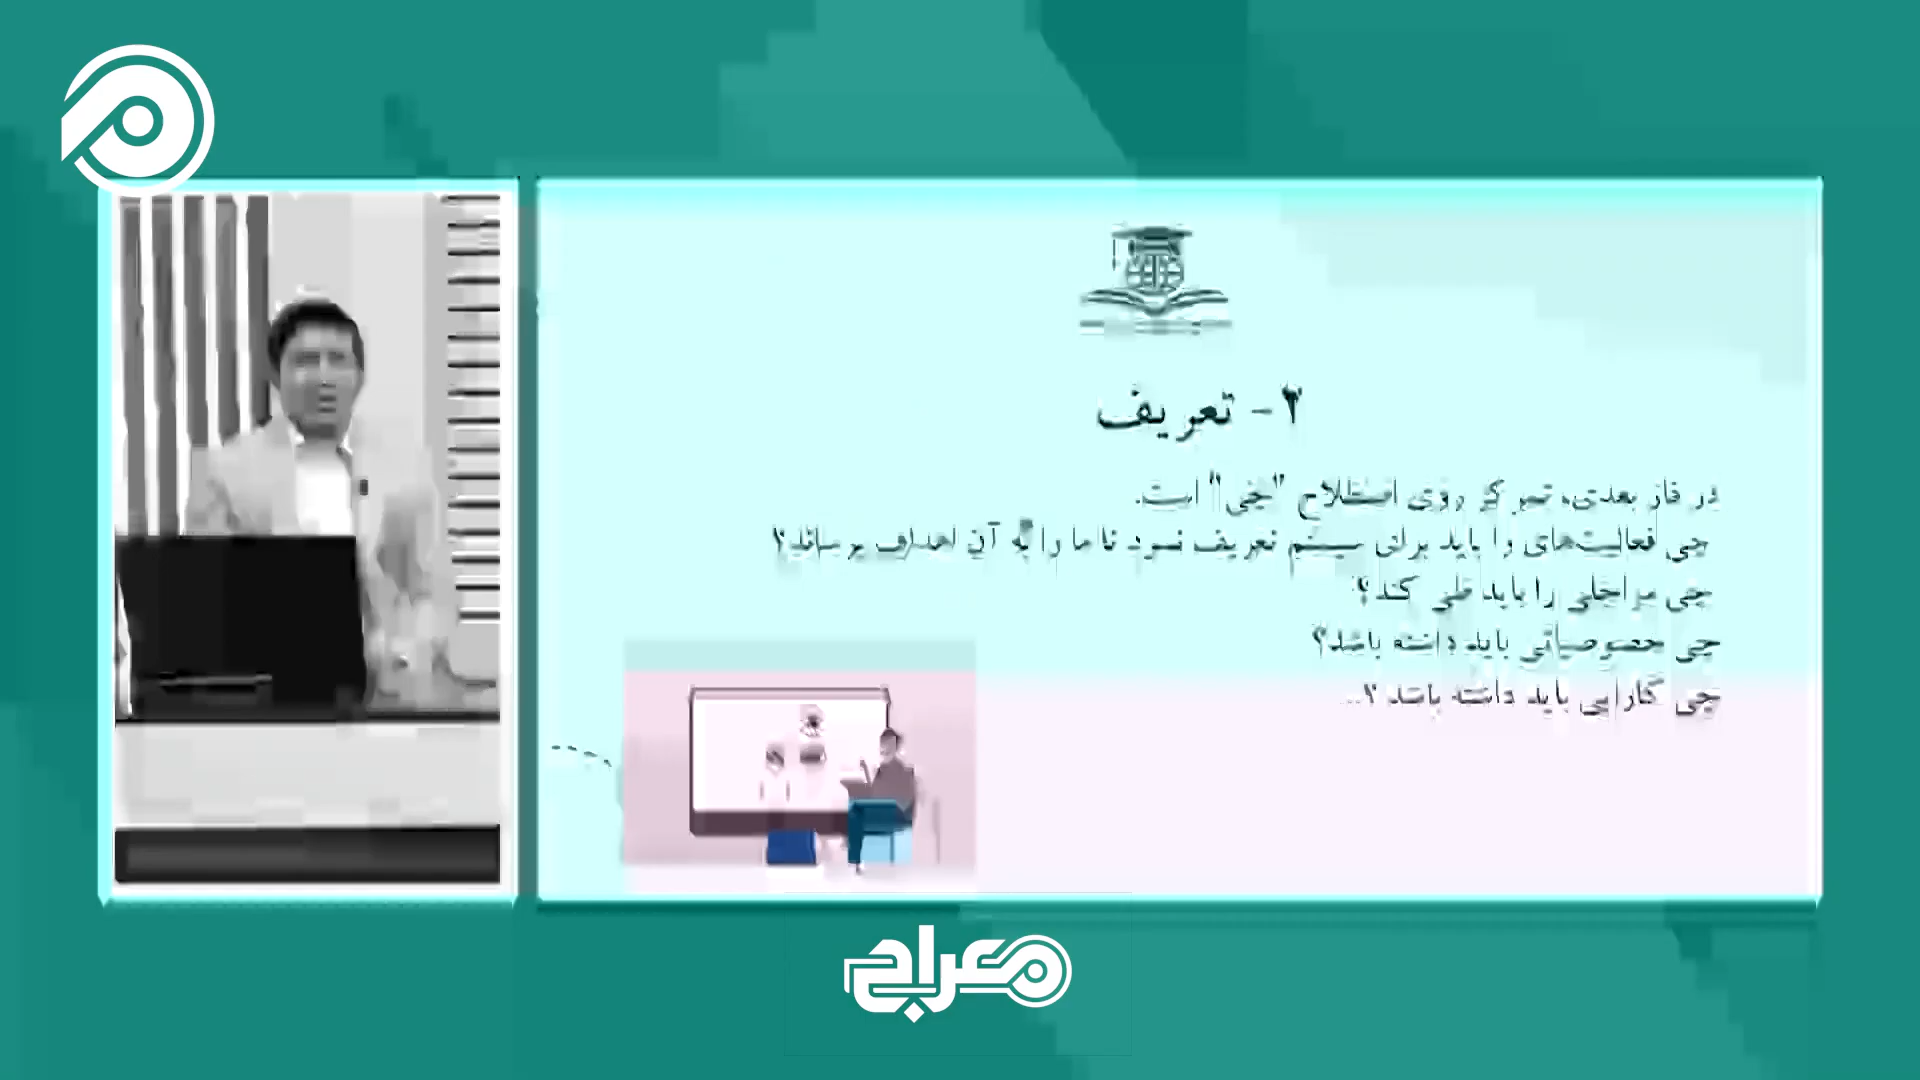 ۲- تعریف
در فاز بعدی، تمرکز روی اصطلاح "چی" است.
چی فعالیت‌های را باید برای سیستم تعریف نمود تا ما را به آن اهداف برساند؟
چی مراحلی را باید طی کند؟
چی خصوصیاتی باید داشته باشد؟
چی کارایی باید داشته باشد ؟...
معراج